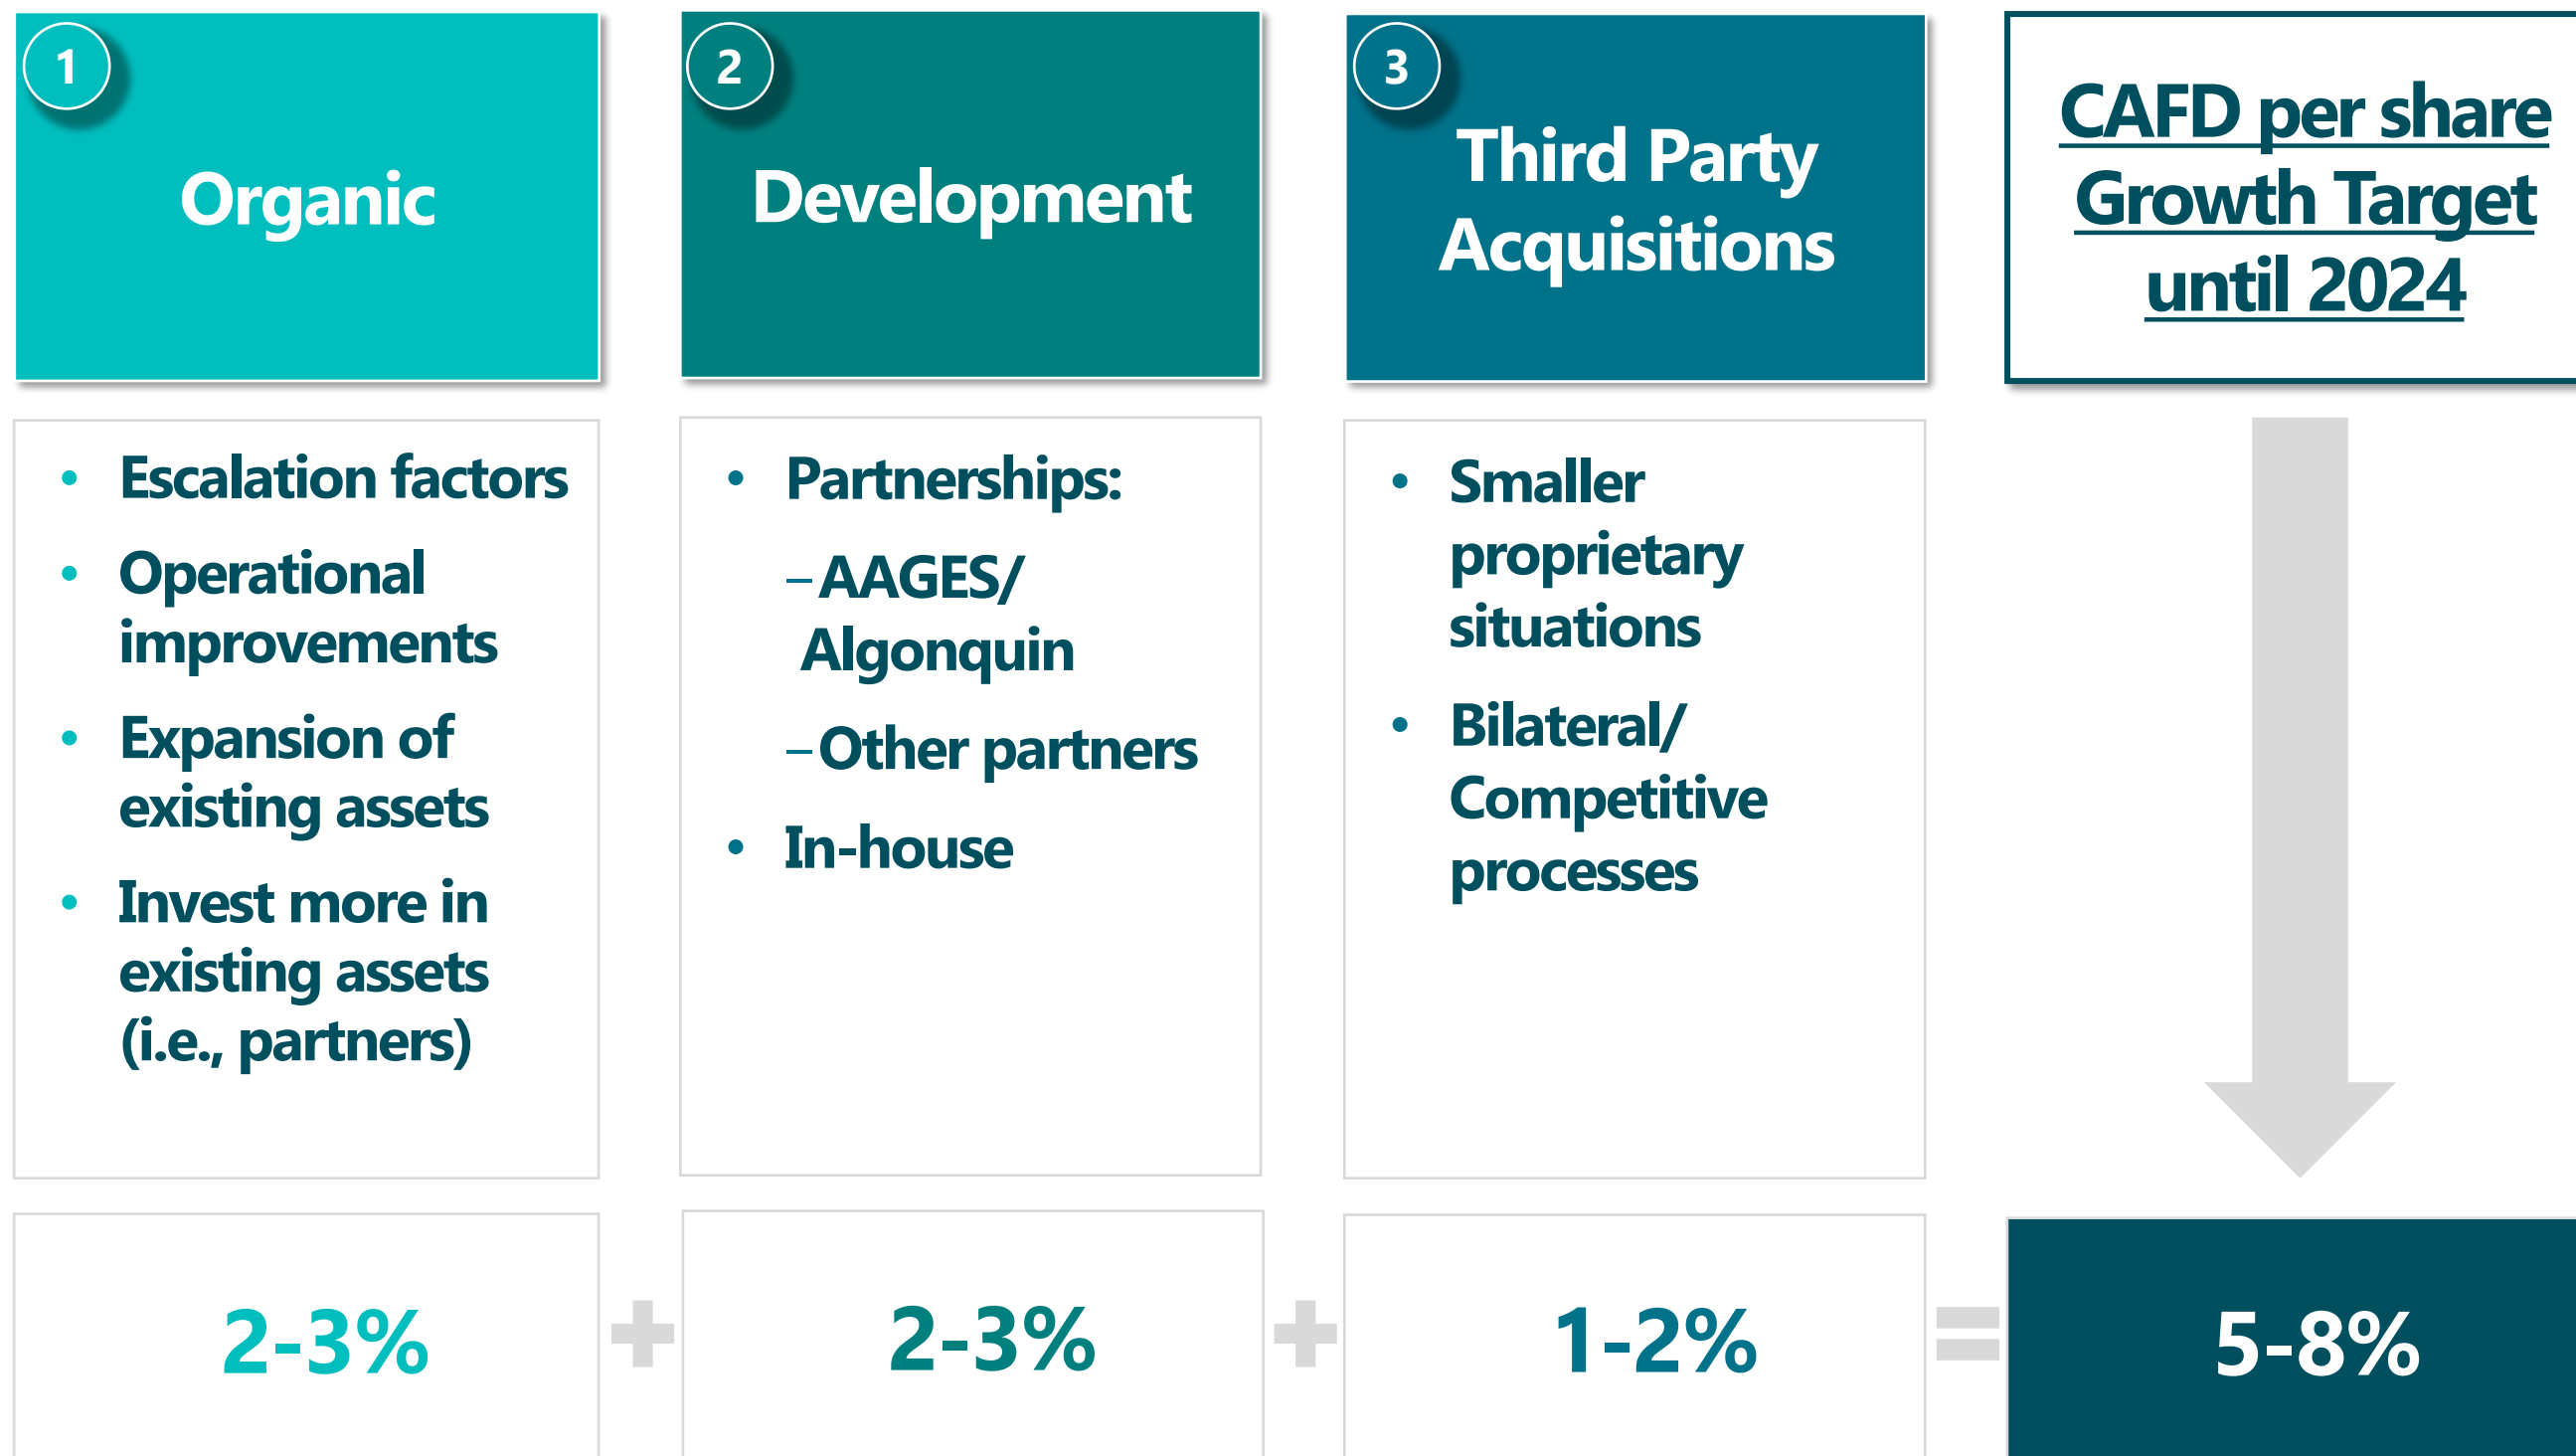 1
Organic
2
Development
3
Third Party
Acquisitions
CAFD per share
Growth Target
until 2024
• Escalation factors
• Operational
improvements
• Expansion of
existing assets
• Invest more in
existing assets
(i.e., partners)
• Partnerships:
–AAGES/
Algonquin
–Other partners
• In-house
• Smaller
proprietary
situations
• Bilateral/
Competitive
processes
2-3%
+
2-3%
+
1-2%
=
5-8%